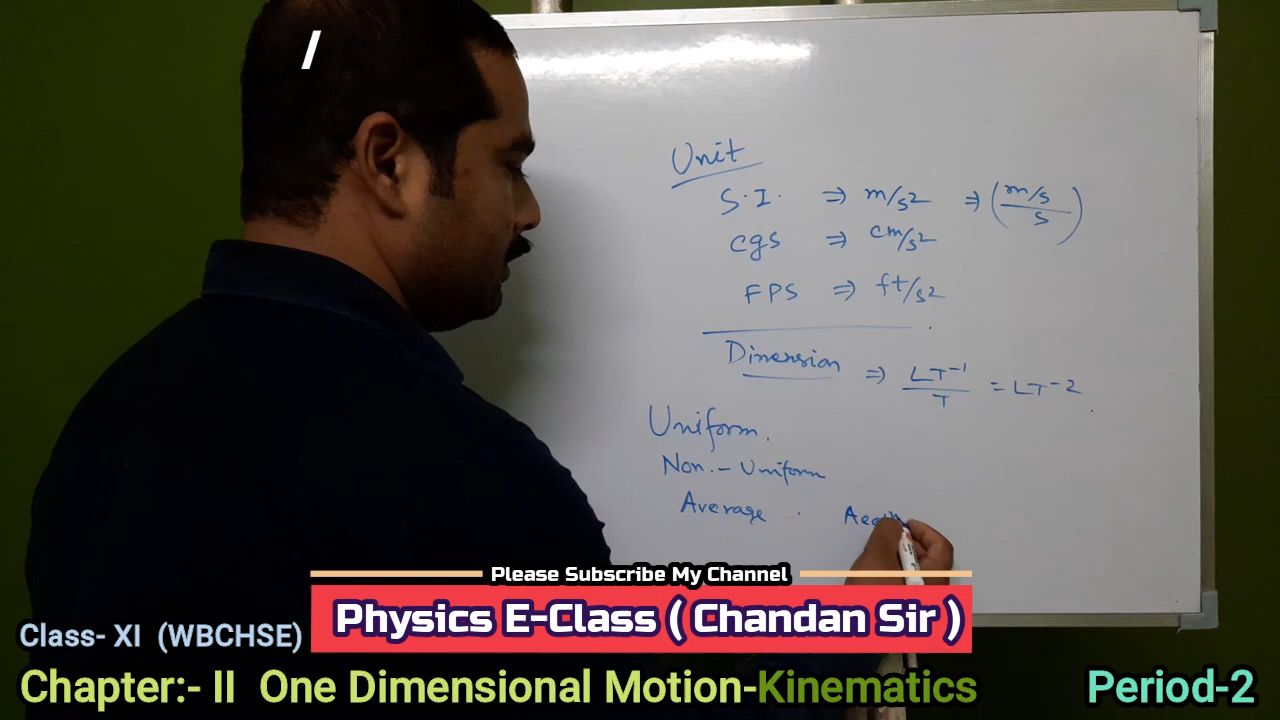 /
Unit
S.I. ⇒ m/s² ⇒ (m/s / s)
cgs ⇒ cm/s²
FPS ⇒ ft/s²
Dimension ⇒ LT⁻¹ / T = LT⁻²
Uniform.
Non.- Uniform
Average .
Please Subscribe My Channel
Physics E-Class ( Chandan Sir )
Class- XI (WBCHSE)
Chapter:- II One Dimensional Motion-Kinematics
Period-2